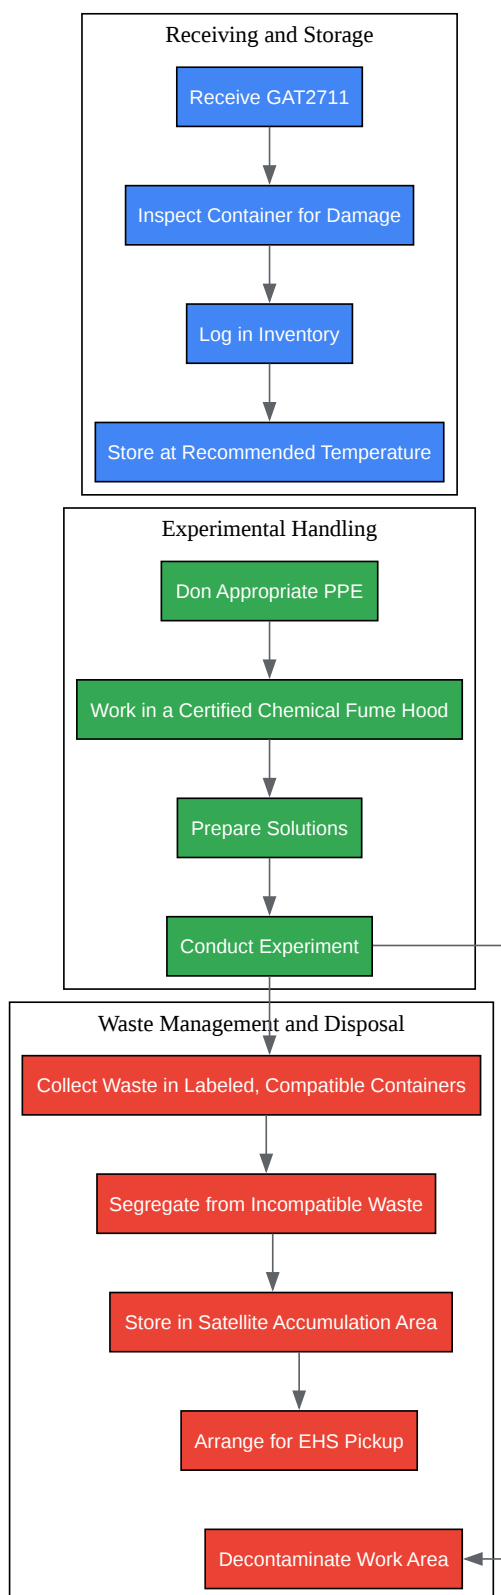 Receiving and Storage
Receive GAT2711
Inspect Container for Damage
Log in Inventory
Store at Recommended Temperature
Experimental Handling
Don Appropriate PPE
Work in a Certified Chemical Fume Hood
Prepare Solutions
Conduct Experiment
Waste Management and Disposal
Collect Waste in Labeled, Compatible Containers
Segregate from Incompatible Waste
Store in Satellite Accumulation Area
Arrange for EHS Pickup
Decontaminate Work Area